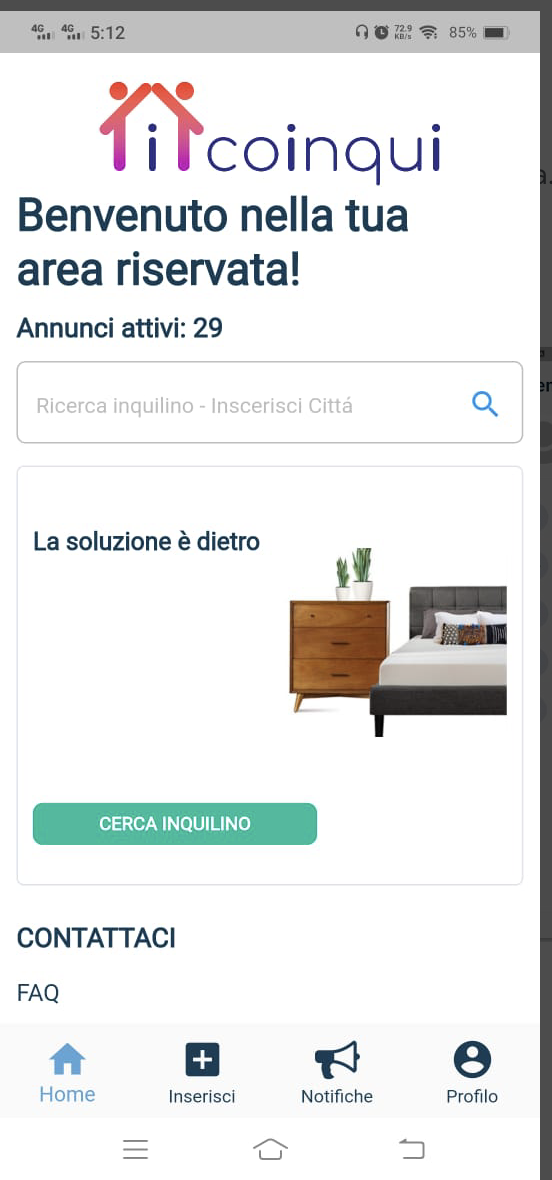 4G 4G 5:12 72.9 KB/s 85%
itcoinqui
Benvenuto nella tua
area riservata!
Annunci attivi: 29
Ricerca inquilino - Inscerisci Cittá
La soluzione è dietro
CERCA INQUILINO
CONTATTACI
FAQ
Home Inserisci Notifiche Profilo